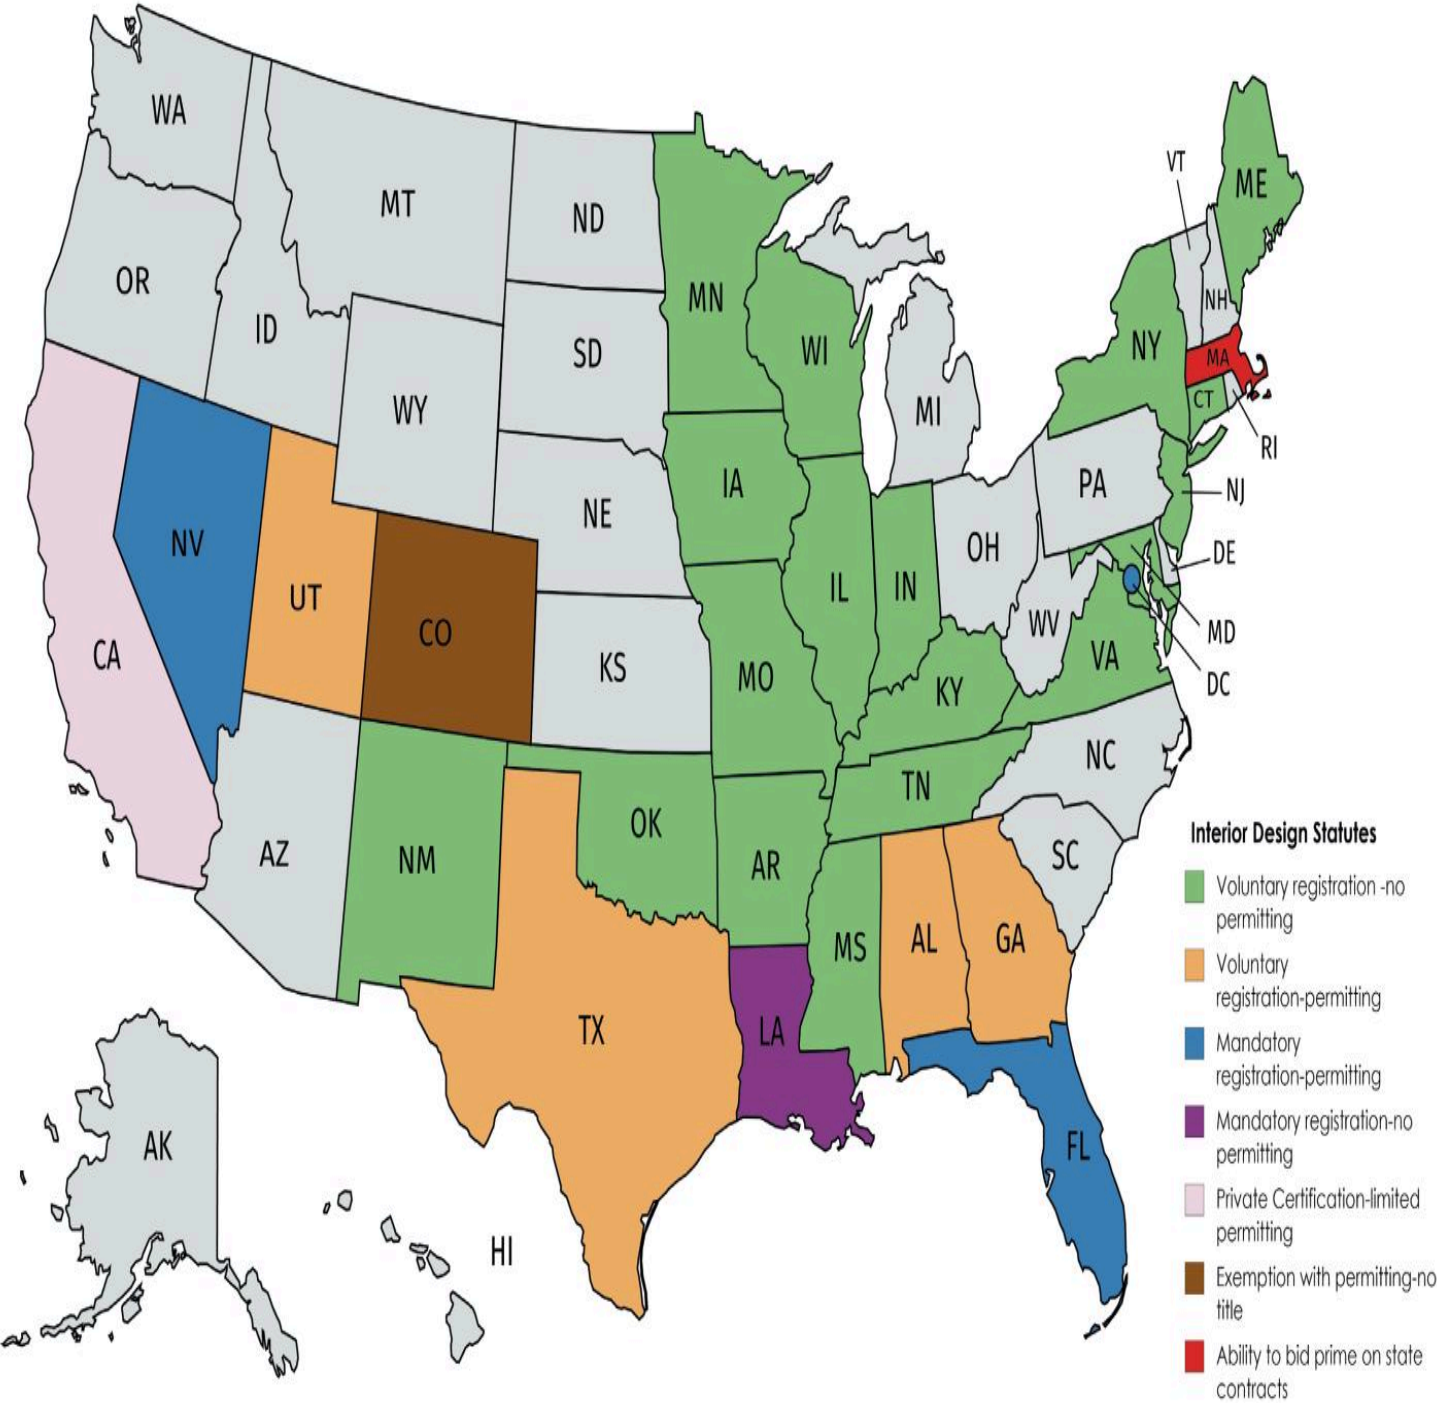 WA
MT
ND
MN
VT
ME
OR
ID
SD
WI
NH
NY
MA
WY
MI
CT
RI
IA
PA
NJ
NE
NV
OH
DE
UT
IL
IN
CO
WV
MD
CA
KS
MO
KY
VA
DC
NC
TN
OK
AZ
NM
AR
SC
MS
AL
GA
TX
LA
AK
HI
FL
Interior Design Statutes
Voluntary registration -no
permitting
Voluntary
registration-permitting
Mandatory
registration-permitting
Mandatory registration-no
permitting
Private Certification-limited
permitting
Exemption with permitting-no
title
Ability to bid prime on state
contracts